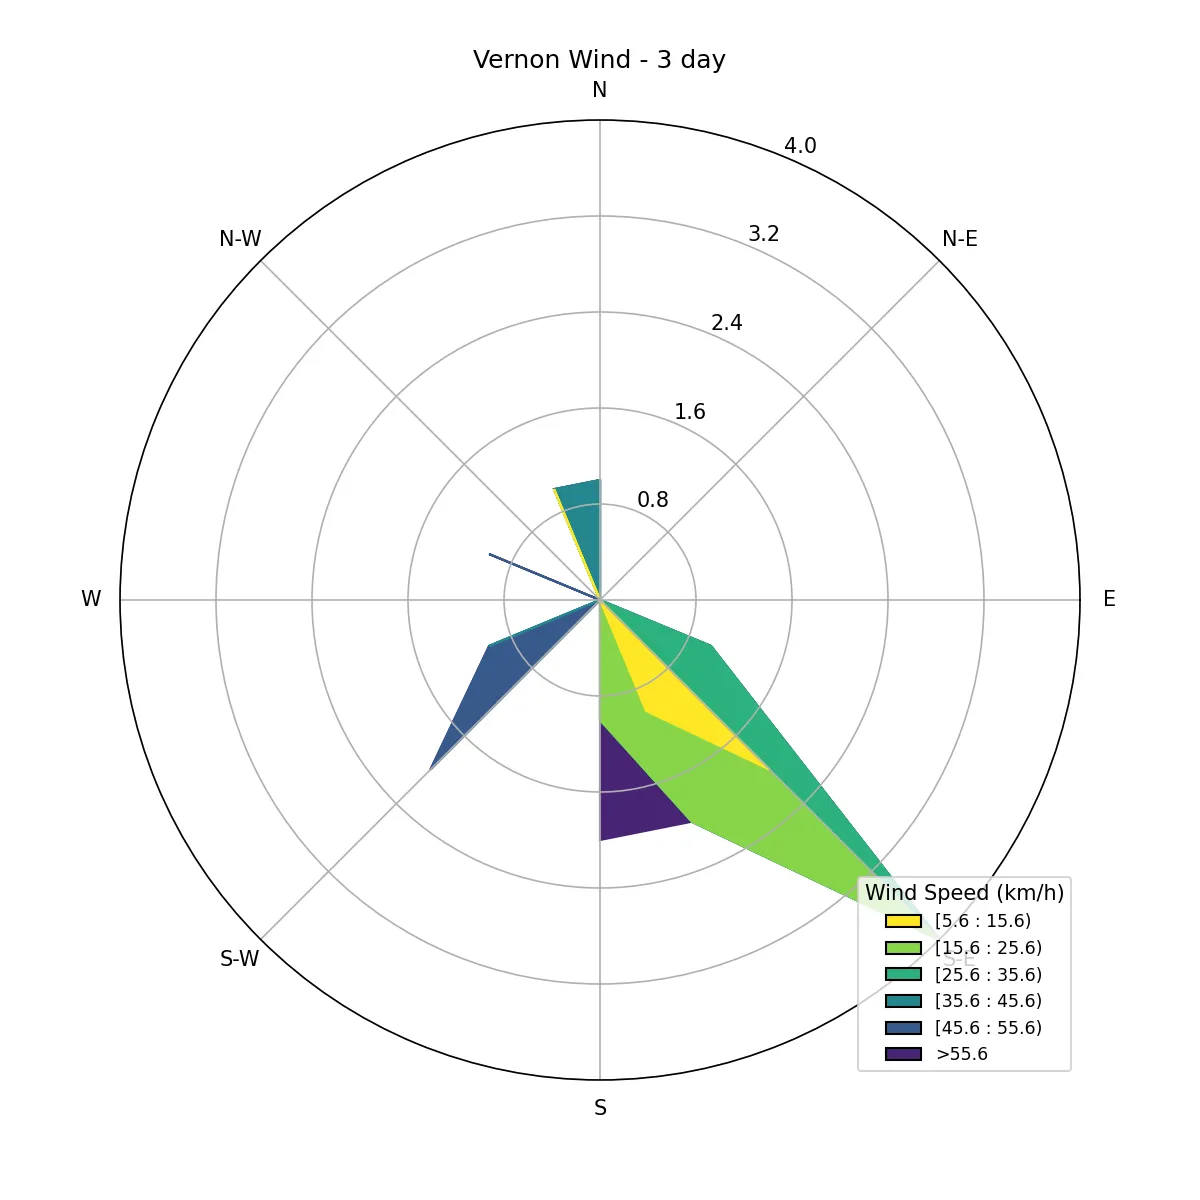 Vernon Wind - 3 day
N
4.0
N-W
3.2
N-E
2.4
1.6
0.8
W
E
Wind Speed (km/h)
[5.6 : 15.6)
[15.6 : 25.6)
S-W
S-E
[25.6 : 35.6)
[35.6 : 45.6)
[45.6 : 55.6)
>55.6
S